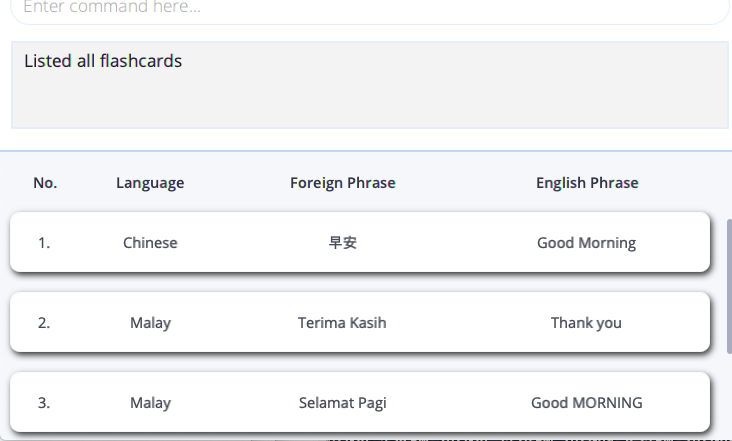 Enter command here...
Listed all flashcards
No. Language Foreign Phrase English Phrase
1. Chinese 早安 Good Morning
2. Malay Terima Kasih Thank you
3. Malay Selamat Pagi Good MORNING